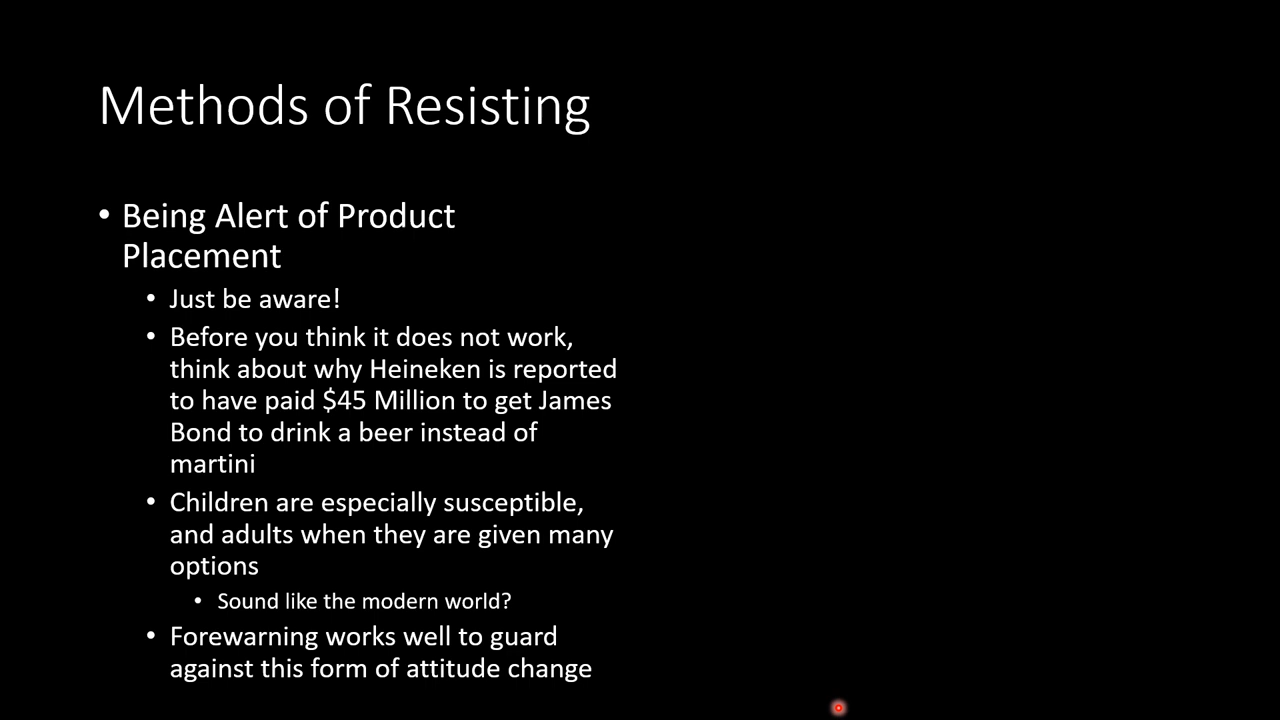 Methods of Resisting
• Being Alert of Product
Placement
• Just be aware!
• Before you think it does not work,
think about why Heineken is reported
to have paid $45 Million to get James
Bond to drink a beer instead of
martini
• Children are especially susceptible,
and adults when they are given many
options
• Sound like the modern world?
• Forewarning works well to guard
against this form of attitude change